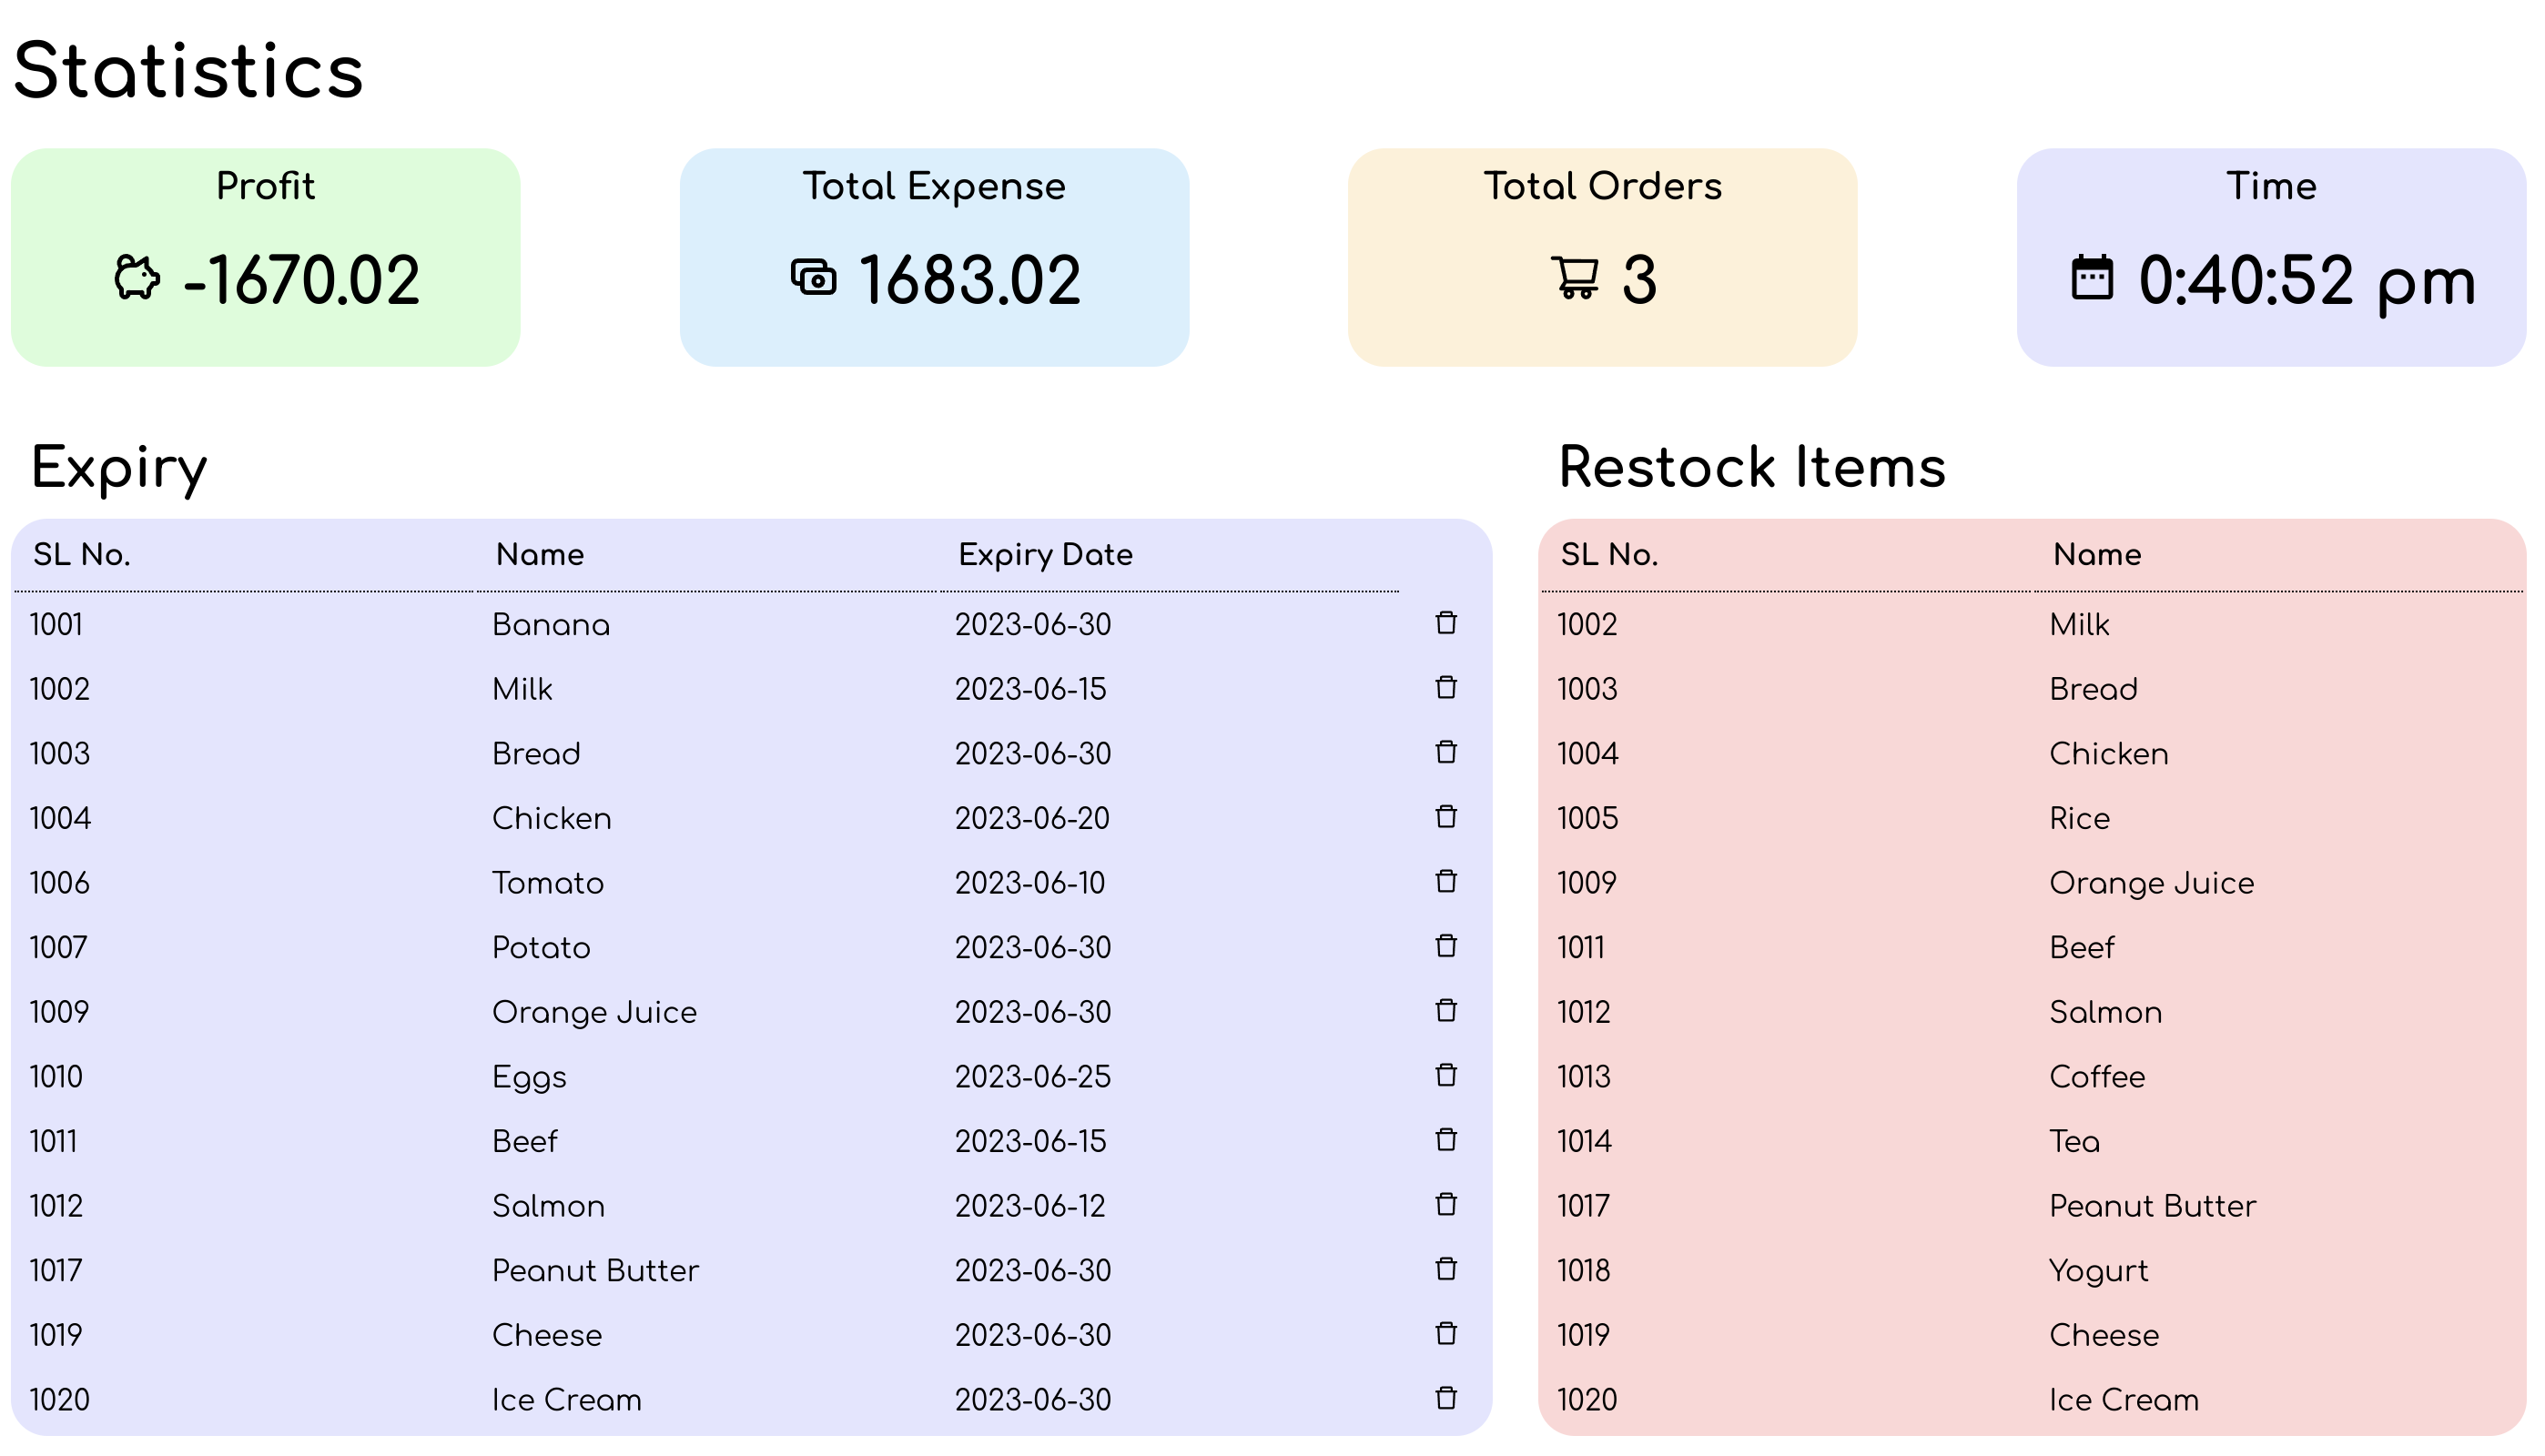 Statistics
Profit
-1670.02
Total Expense
1683.02
Total Orders
3
Time
0:40:52 pm
Expiry
SL No. Name Expiry Date
1001 Banana 2023-06-30
1002 Milk 2023-06-15
1003 Bread 2023-06-30
1004 Chicken 2023-06-20
1006 Tomato 2023-06-10
1007 Potato 2023-06-30
1009 Orange Juice 2023-06-30
1010 Eggs 2023-06-25
1011 Beef 2023-06-15
1012 Salmon 2023-06-12
1017 Peanut Butter 2023-06-30
1019 Cheese 2023-06-30
1020 Ice Cream 2023-06-30
Restock Items
SL No. Name
1002 Milk
1003 Bread
1004 Chicken
1005 Rice
1009 Orange Juice
1011 Beef
1012 Salmon
1013 Coffee
1014 Tea
1017 Peanut Butter
1018 Yogurt
1019 Cheese
1020 Ice Cream